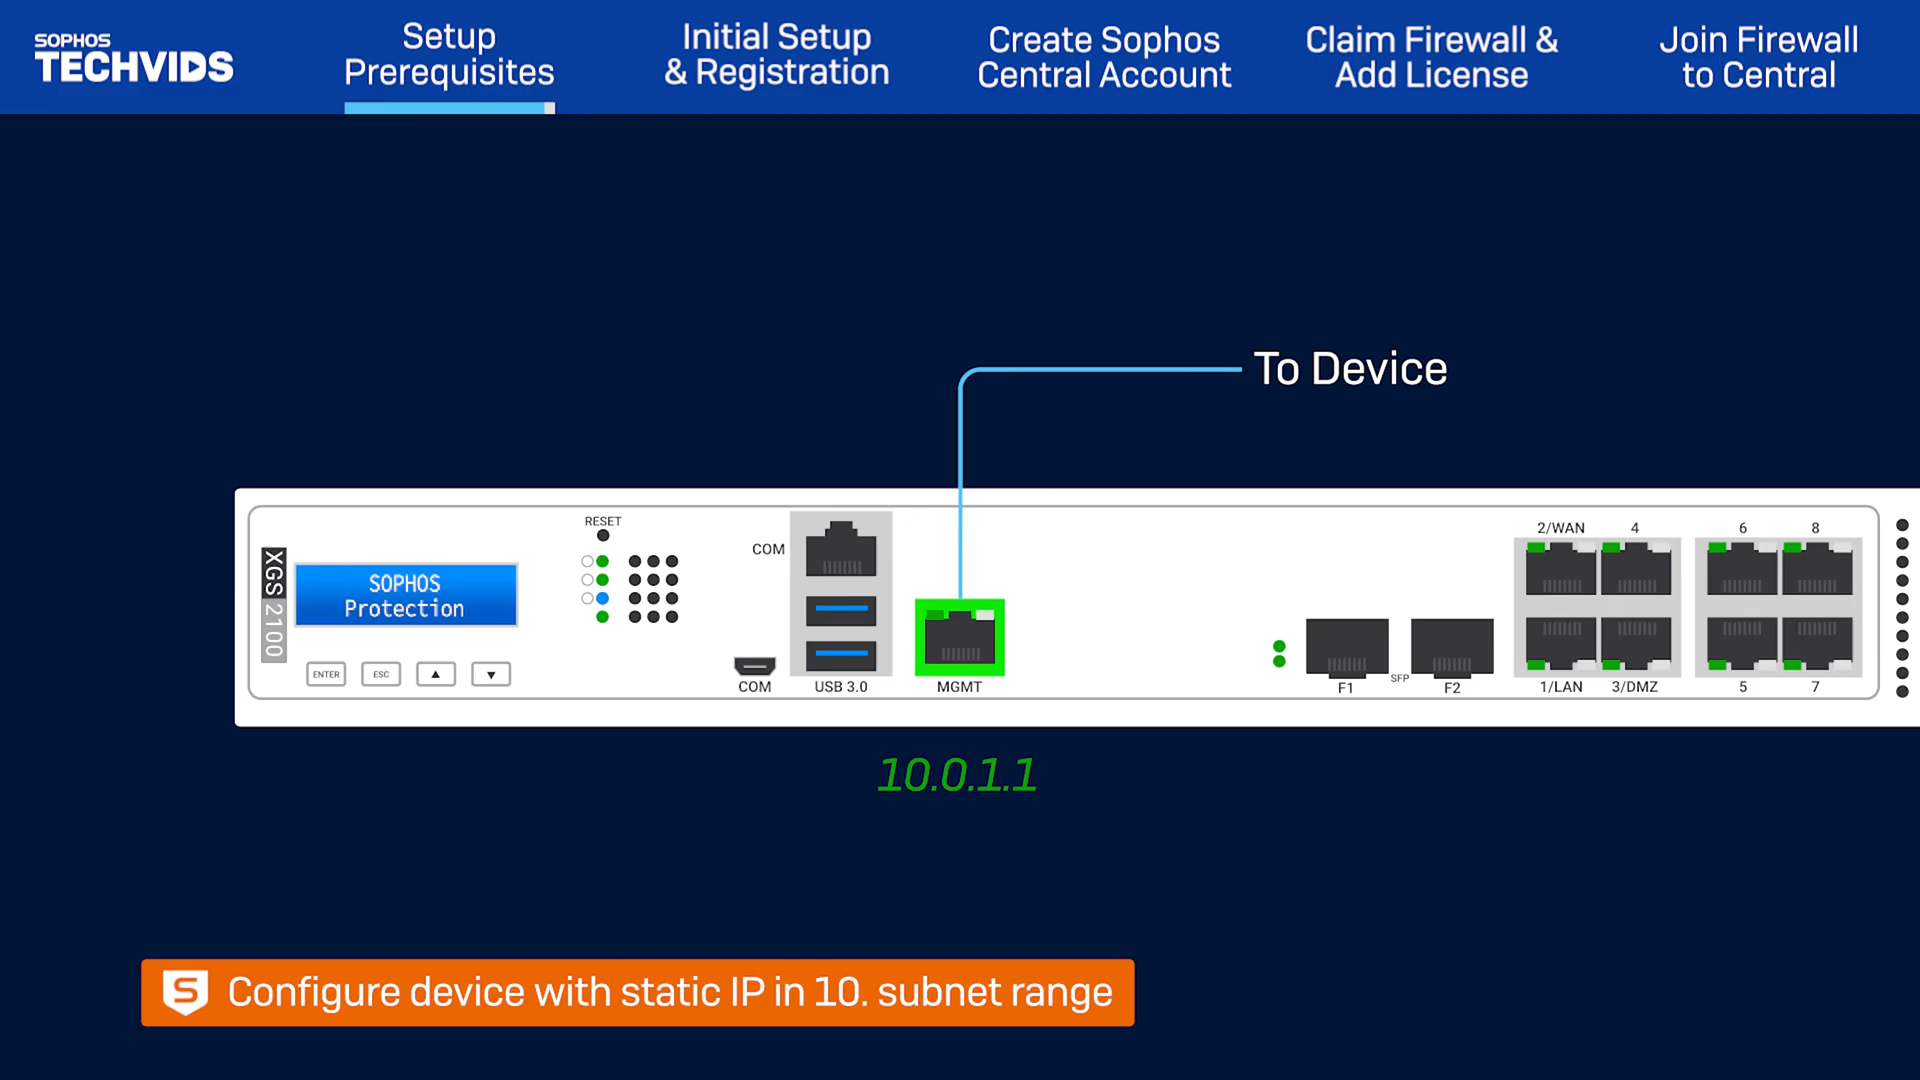 SOPHOS
TECHVIDS
Setup
Prerequisites
Initial Setup
& Registration
Create Sophos
Central Account
Claim Firewall &
Add License
Join Firewall
to Central
To Device
XGS 2100
SOPHOS
Protection
ENTER
ESC
RESET
COM
COM
USB 3.0
MGMT
F1
SFP
F2
2/WAN
4
6
8
1/LAN
3/DMZ
5
7
10.0.1.1
S
Configure device with static IP in 10. subnet range